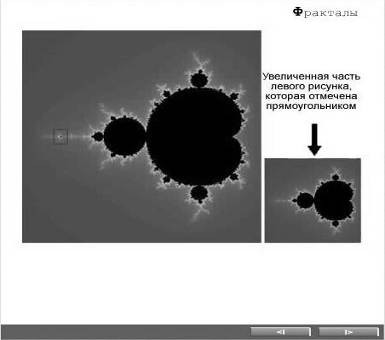 Фракталы
Увеличенная часть
левого рисунка,
которая отмечена
прямоугольником